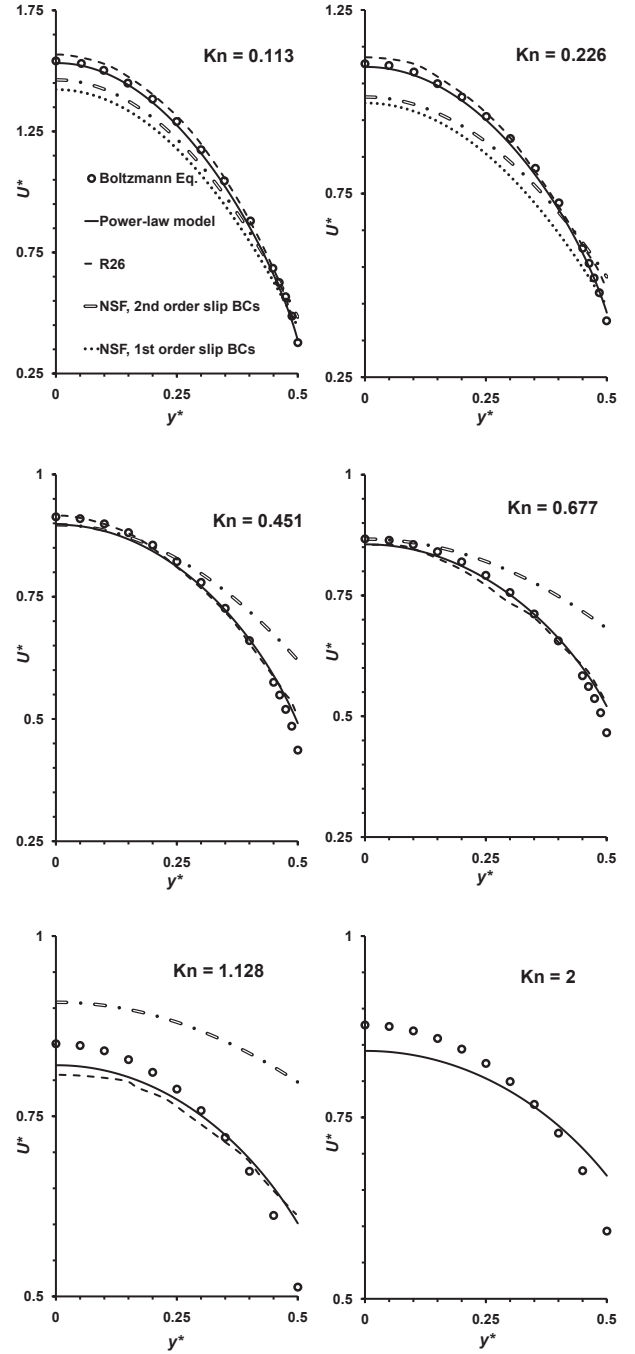 1.75
Kn = 0.113
1.25
U*
Boltzmann Eq.
Power-law model
R26
NSF, 2nd order slip BCs
NSF, 1st order slip BCs
0.75
0.25
0
0.25
0.5
y*
1.25
Kn = 0.226
U*
0.75
0.25
0
0.25
0.5
y*
1
Kn = 0.451
0.75
U*
0.5
0.25
0
0.25
0.5
y*
1
Kn = 0.677
0.75
U*
0.5
0.25
0
0.25
0.5
y*
1
Kn = 1.128
0.75
U*
0.5
0
0.25
0.5
y*
1
Kn = 2
0.75
U*
0.5
0
0.25
0.5
y*